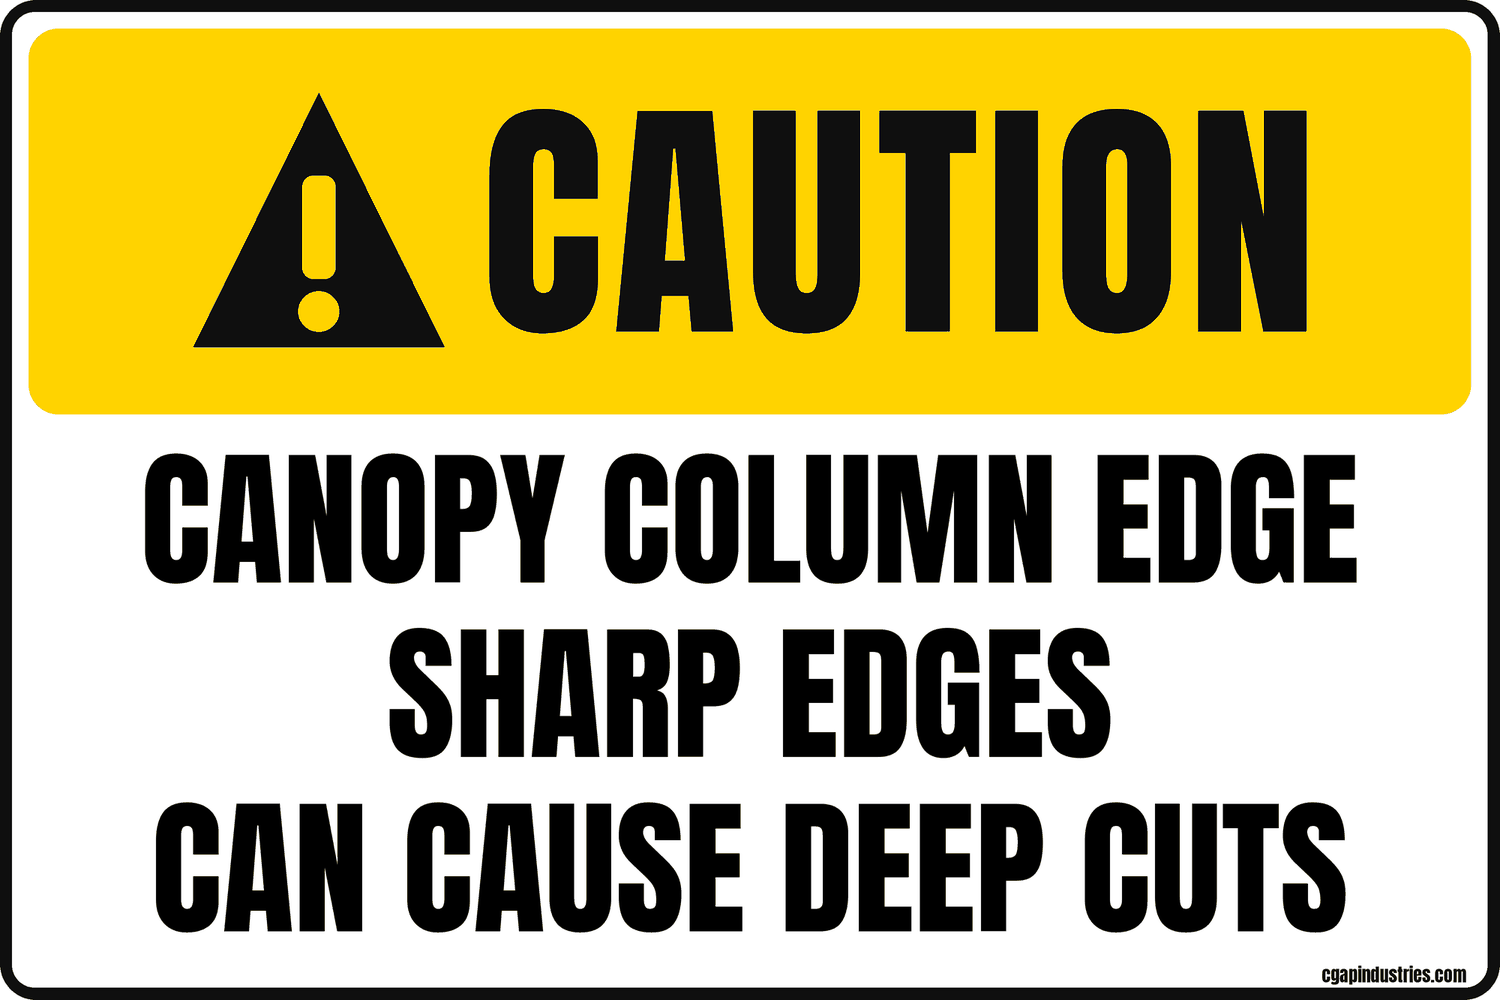 CAUTION
CANOPY COLUMN EDGE
SHARP EDGES
CAN CAUSE DEEP CUTS
cgapindustries.com